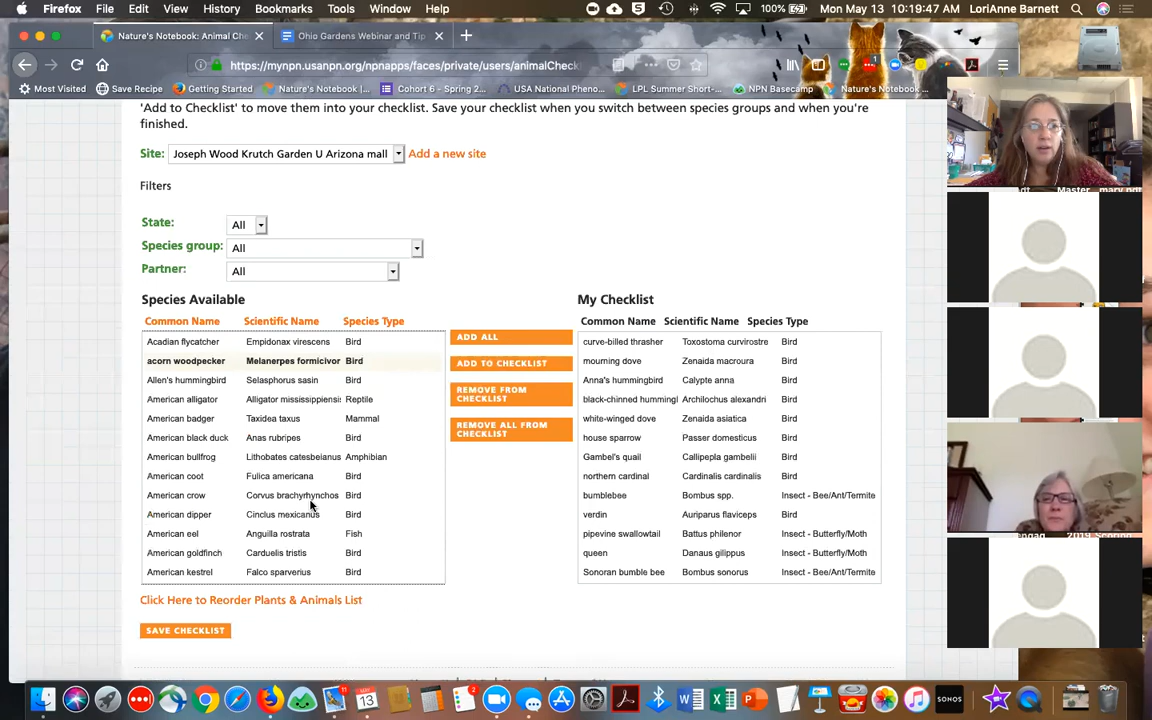 Firefox File Edit View History Bookmarks Tools Window Help 100% Mon May 13 10:19:47 AM LoriAnne Barnett
Nature's Notebook: Animal Che Ohio Gardens Webinar and Tip
https://mynpn.usanpn.org/npnapps/faces/private/users/animalCheck
Most Visited Save Recipe Getting Started Nature's Notebook |... Cohort 6 - Spring 2... USA National Pheno... LPL Summer Short-... NPN Basecamp Nature's Notebook |...
'Add to Checklist' to move them into your checklist. Save your checklist when you switch between species groups and when you're
finished.
Site: Joseph Wood Krutch Garden U Arizona mall Add a new site
Filters
State: All
Species group: All
Partner: All
Species Available My Checklist
Common Name Scientific Name Species Type Common Name Scientific Name Species Type
Acadian flycatcher Empidonax virescens Bird ADD ALL curve-billed thrasher Toxostoma curvirostre Bird
acorn woodpecker Melanerpes formicivor Bird ADD TO CHECKLIST mourning dove Zenaida macroura Bird
Allen's hummingbird Selasphorus sasin Bird Anna's hummingbird Calypte anna Bird
American alligator Alligator mississippiensis Reptile REMOVE FROM CHECKLIST black-chinned hummingl Archilochus alexandri Bird
American badger Taxidea taxus Mammal white-winged dove Zenaida asiatica Bird
American black duck Anas rubripes Bird REMOVE ALL FROM CHECKLIST house sparrow Passer domesticus Bird
American bullfrog Lithobates catesbeianus Amphibian Gambel's quail Callipepla gambelii Bird
American coot Fulica americana Bird northern cardinal Cardinalis cardinalis Bird
American crow Corvus brachyrhynchos Bird bumblebee Bombus spp. Insect - Bee/Ant/Termite
American dipper Cinclus mexicanus Bird verdin Auriparus flaviceps Bird
American eel Anguilla rostrata Fish pipevine swallowtail Battus philenor Insect - Butterfly/Moth
American goldfinch Carduelis tristis Bird queen Danaus gilippus Insect - Butterfly/Moth
American kestrel Falco sparverius Bird Sonoran bumble bee Bombus sonorus Insect - Bee/Ant/Termite
Click Here to Reorder Plants & Animals List
SAVE CHECKLIST
Master
2019 Scoring
11 MAY 13 2 SONOS